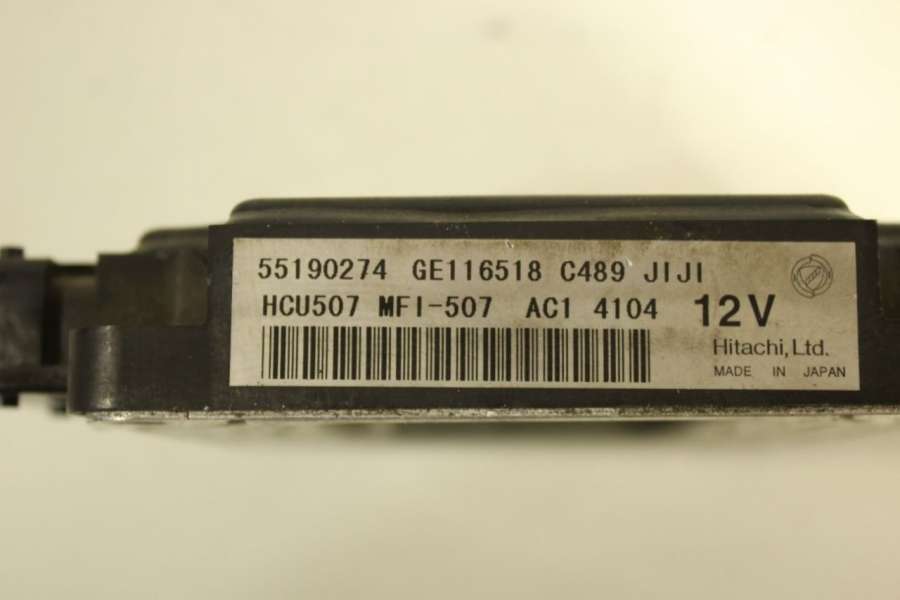 55190274 GE116518 C489 JIJI
HCU507 MFI-507 AC1 4104 12V
Hitachi, Ltd.
MADE IN JAPAN